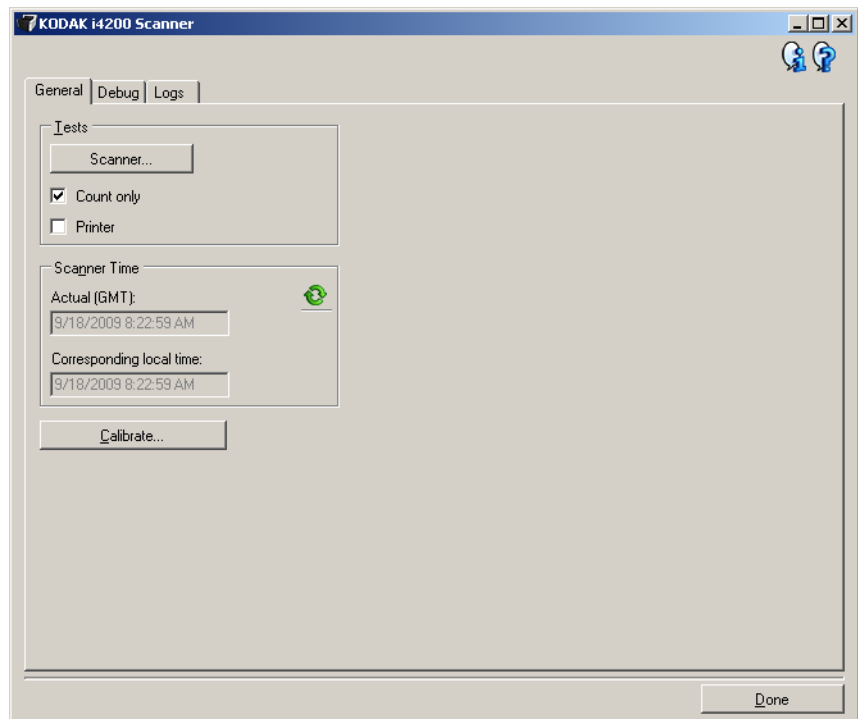 KODAK i4200 Scanner
General Debug Logs
Tests
Scanner...
Count only
Printer
Scanner Time
Actual (GMT):
9/18/2009 8:22:59 AM
Corresponding local time:
9/18/2009 8:22:59 AM
Calibrate...
Done